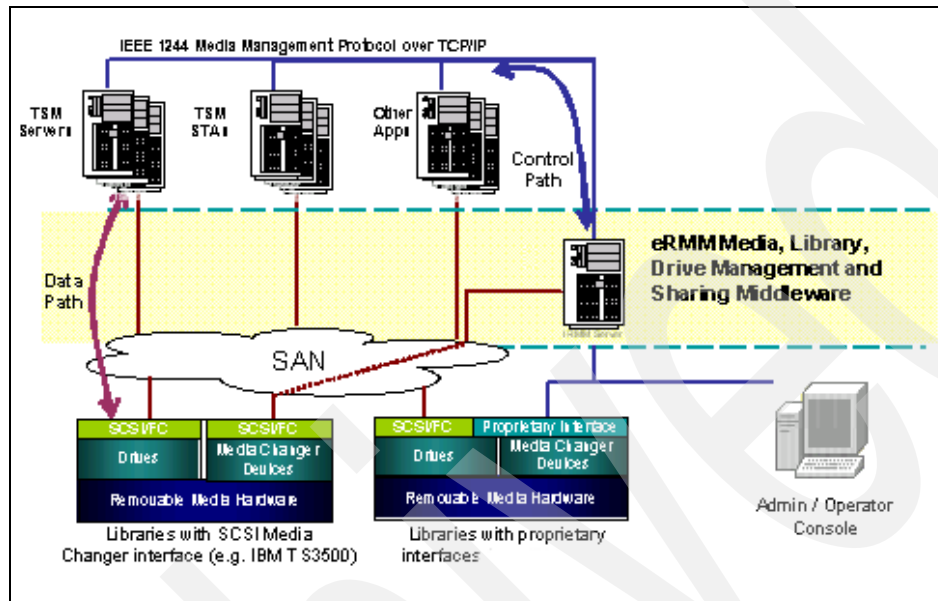 IEEE 1244 Media Management Protocol over TCP/IP
TSM
Servers
TSM
STAs
Other
Apps
Control
Path
eRMM Media, Library,
Drive Management and
Sharing Middleware
Data
Path
IRMM Server
SAN
SCSI/FC
SCSI/FC
Drives
Media Changer
Devices
Removable Media Hardware
SCSI/FC
Proprietary Interface
Drives
Media Changer
Devices
Removable Media Hardware
Libraries with SCSI Media
Changer interface (e.g. IBM TS3500)
Libraries with proprietary
interfaces
Admin / Operator
Console